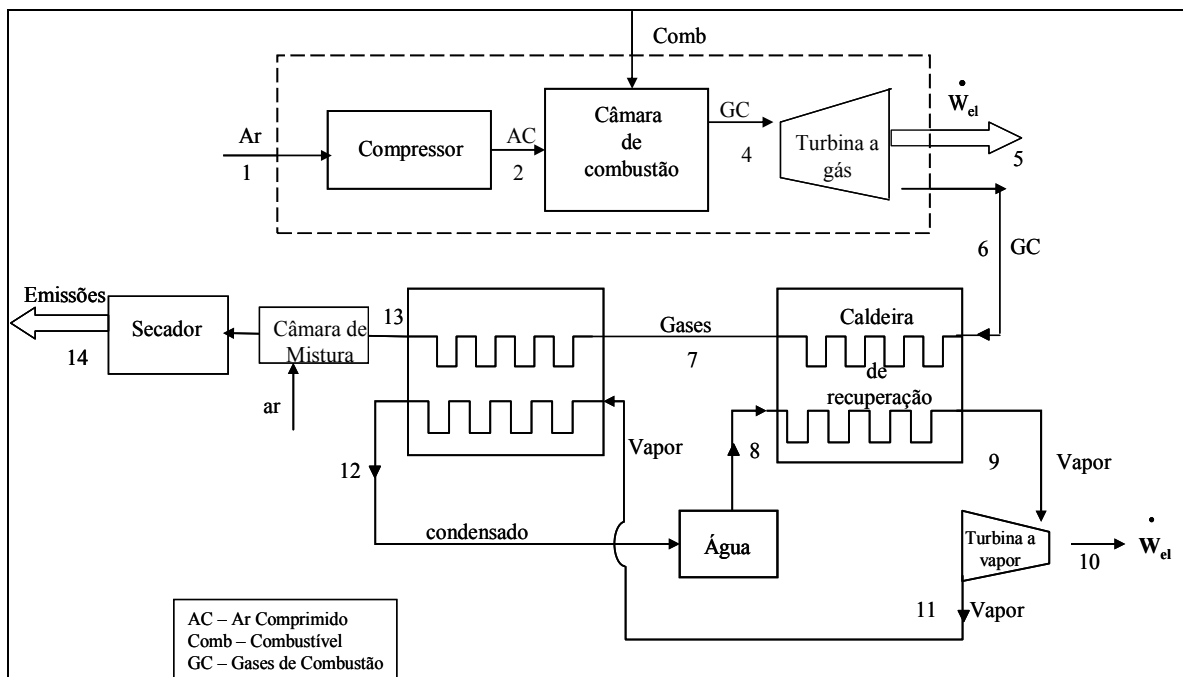 Comb
Ẇel
Ar
1
Compressor
AC
2
Câmara
de
combustão
GC
4
Turbina a
gás
5
6
GC
Emissões
14
Secador
Câmara de
Mistura
ar
13
Gases
7
Caldeira
de
recuperação
12
Vapor
8
9
Vapor
condensado
Água
Turbina a
vapor
10
Ẇel
11
Vapor
AC – Ar Comprimido
Comb – Combustível
GC – Gases de Combustão